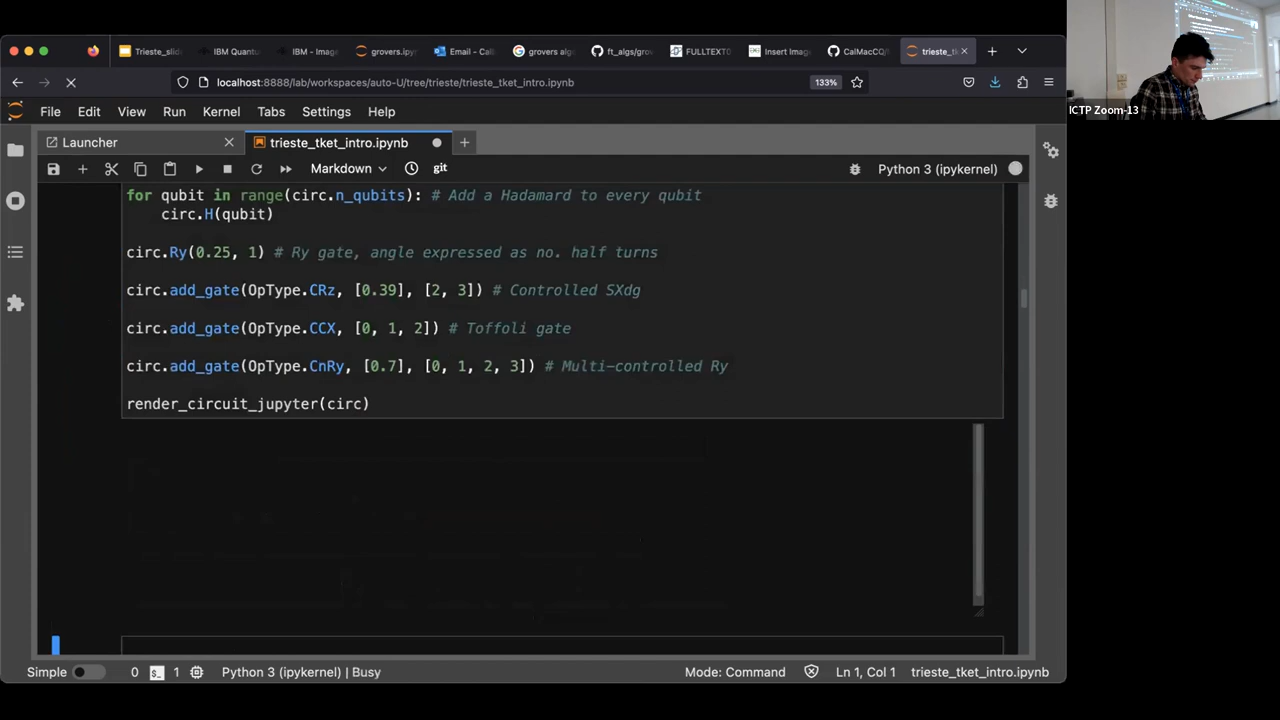 Trieste_slid
IBM Quantu
IBM - Image
grovers.ipyn
Email – Calu
grovers alg
ft_algs/grov
FULLTEXT0
Insert Imag
CalMacCQ/t
trieste_tk
localhost:8888/lab/workspaces/auto-U/tree/trieste/trieste_tket_intro.ipynb
133%
File Edit View Run Kernel Tabs Settings Help
Launcher
trieste_tket_intro.ipynb
Markdown
git
Python 3 (ipykernel)
for qubit in range(circ.n_qubits): # Add a Hadamard to every qubit
circ.H(qubit)
circ.Ry(0.25, 1) # Ry gate, angle expressed as no. half turns
circ.add_gate(OpType.CRz, [0.39], [2, 3]) # Controlled SXdg
circ.add_gate(OpType.CCX, [0, 1, 2]) # Toffoli gate
circ.add_gate(OpType.CnRy, [0.7], [0, 1, 2, 3]) # Multi-controlled Ry
render_circuit_jupyter(circ)
Simple 0 1 Python 3 (ipykernel) | Busy
Mode: Command Ln 1, Col 1 trieste_tket_intro.ipynb
ICTP Zoom-13